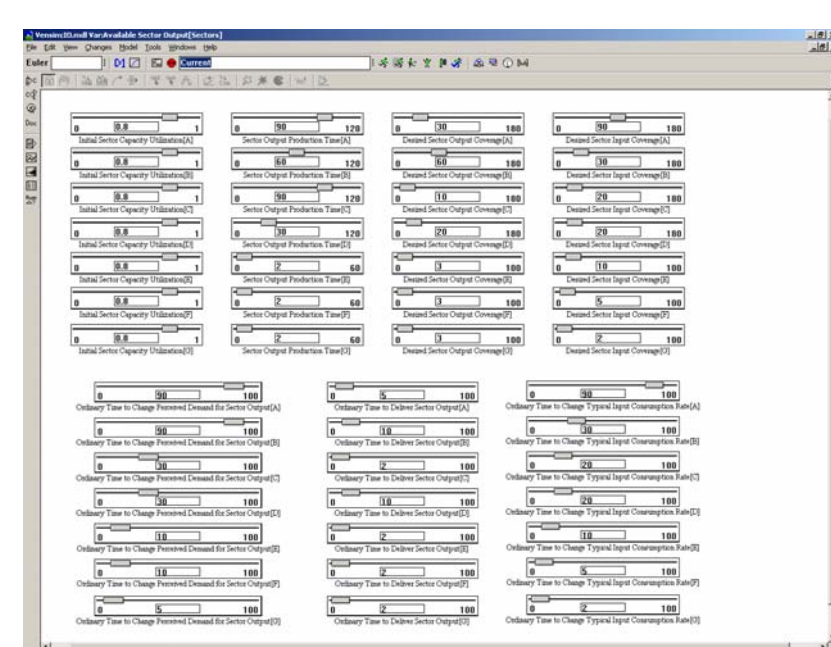 Vensim:IO.mdl Var:Available Sector Output[Sectors]
File Edit View Changes Model Tools Windows Help
Euler Current
Doc
0 0.8 1 0 90 120 0 30 180 0 90 180
Initial Sector Capacity Utilization[A] Sector Output Production Time[A] Desired Sector Output Coverage[A] Desired Sector Input Coverage[A]
0 0.8 1 0 60 120 0 60 180 0 30 180
Initial Sector Capacity Utilization[B] Sector Output Production Time[B] Desired Sector Output Coverage[B] Desired Sector Input Coverage[B]
0 0.8 1 0 90 120 0 10 180 0 20 180
Initial Sector Capacity Utilization[C] Sector Output Production Time[C] Desired Sector Output Coverage[C] Desired Sector Input Coverage[C]
0 0.8 1 0 30 120 0 20 180 0 20 180
Initial Sector Capacity Utilization[D] Sector Output Production Time[D] Desired Sector Output Coverage[D] Desired Sector Input Coverage[D]
0 0.8 1 0 2 60 0 3 100 0 10 100
Initial Sector Capacity Utilization[E] Sector Output Production Time[E] Desired Sector Output Coverage[E] Desired Sector Input Coverage[E]
0 0.8 1 0 2 60 0 3 100 0 5 100
Initial Sector Capacity Utilization[F] Sector Output Production Time[F] Desired Sector Output Coverage[F] Desired Sector Input Coverage[F]
0 0.8 1 0 2 60 0 3 100 0 2 100
Initial Sector Capacity Utilization[G] Sector Output Production Time[G] Desired Sector Output Coverage[G] Desired Sector Input Coverage[G]
0 90 100 0 5 100 0 90 100
Ordinary Time to Change Perceived Demand for Sector Output[A] Ordinary Time to Deliver Sector Output[A] Ordinary Time to Change Typical Input Consumption Rate[A]
0 90 100 0 10 100 0 30 100
Ordinary Time to Change Perceived Demand for Sector Output[B] Ordinary Time to Deliver Sector Output[B] Ordinary Time to Change Typical Input Consumption Rate[B]
0 30 100 0 2 100 0 20 100
Ordinary Time to Change Perceived Demand for Sector Output[C] Ordinary Time to Deliver Sector Output[C] Ordinary Time to Change Typical Input Consumption Rate[C]
0 30 100 0 10 100 0 20 100
Ordinary Time to Change Perceived Demand for Sector Output[D] Ordinary Time to Deliver Sector Output[D] Ordinary Time to Change Typical Input Consumption Rate[D]
0 10 100 0 2 100 0 10 100
Ordinary Time to Change Perceived Demand for Sector Output[E] Ordinary Time to Deliver Sector Output[E] Ordinary Time to Change Typical Input Consumption Rate[E]
0 10 100 0 2 100 0 5 100
Ordinary Time to Change Perceived Demand for Sector Output[F] Ordinary Time to Deliver Sector Output[F] Ordinary Time to Change Typical Input Consumption Rate[F]
0 5 100 0 2 100 0 2 100
Ordinary Time to Change Perceived Demand for Sector Output[G] Ordinary Time to Deliver Sector Output[G] Ordinary Time to Change Typical Input Consumption Rate[G]